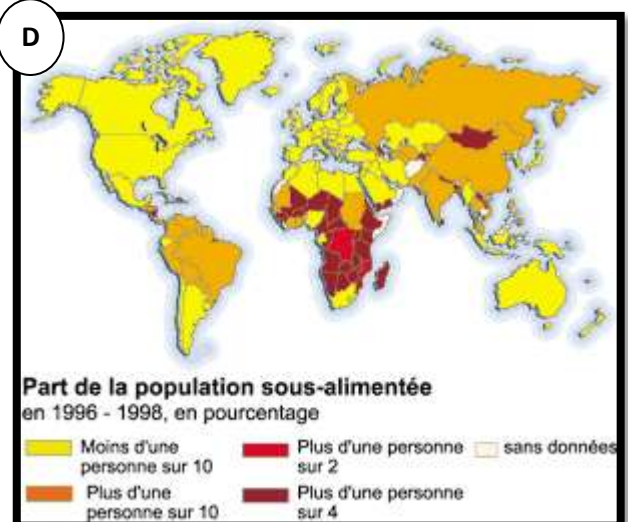 D
Part de la population sous-alimentée
en 1996 - 1998, en pourcentage
Moins d'une
personne sur 10
Plus d'une personne
sur 2
sans données
Plus d'une
personne sur 10
Plus d'une personne
sur 4